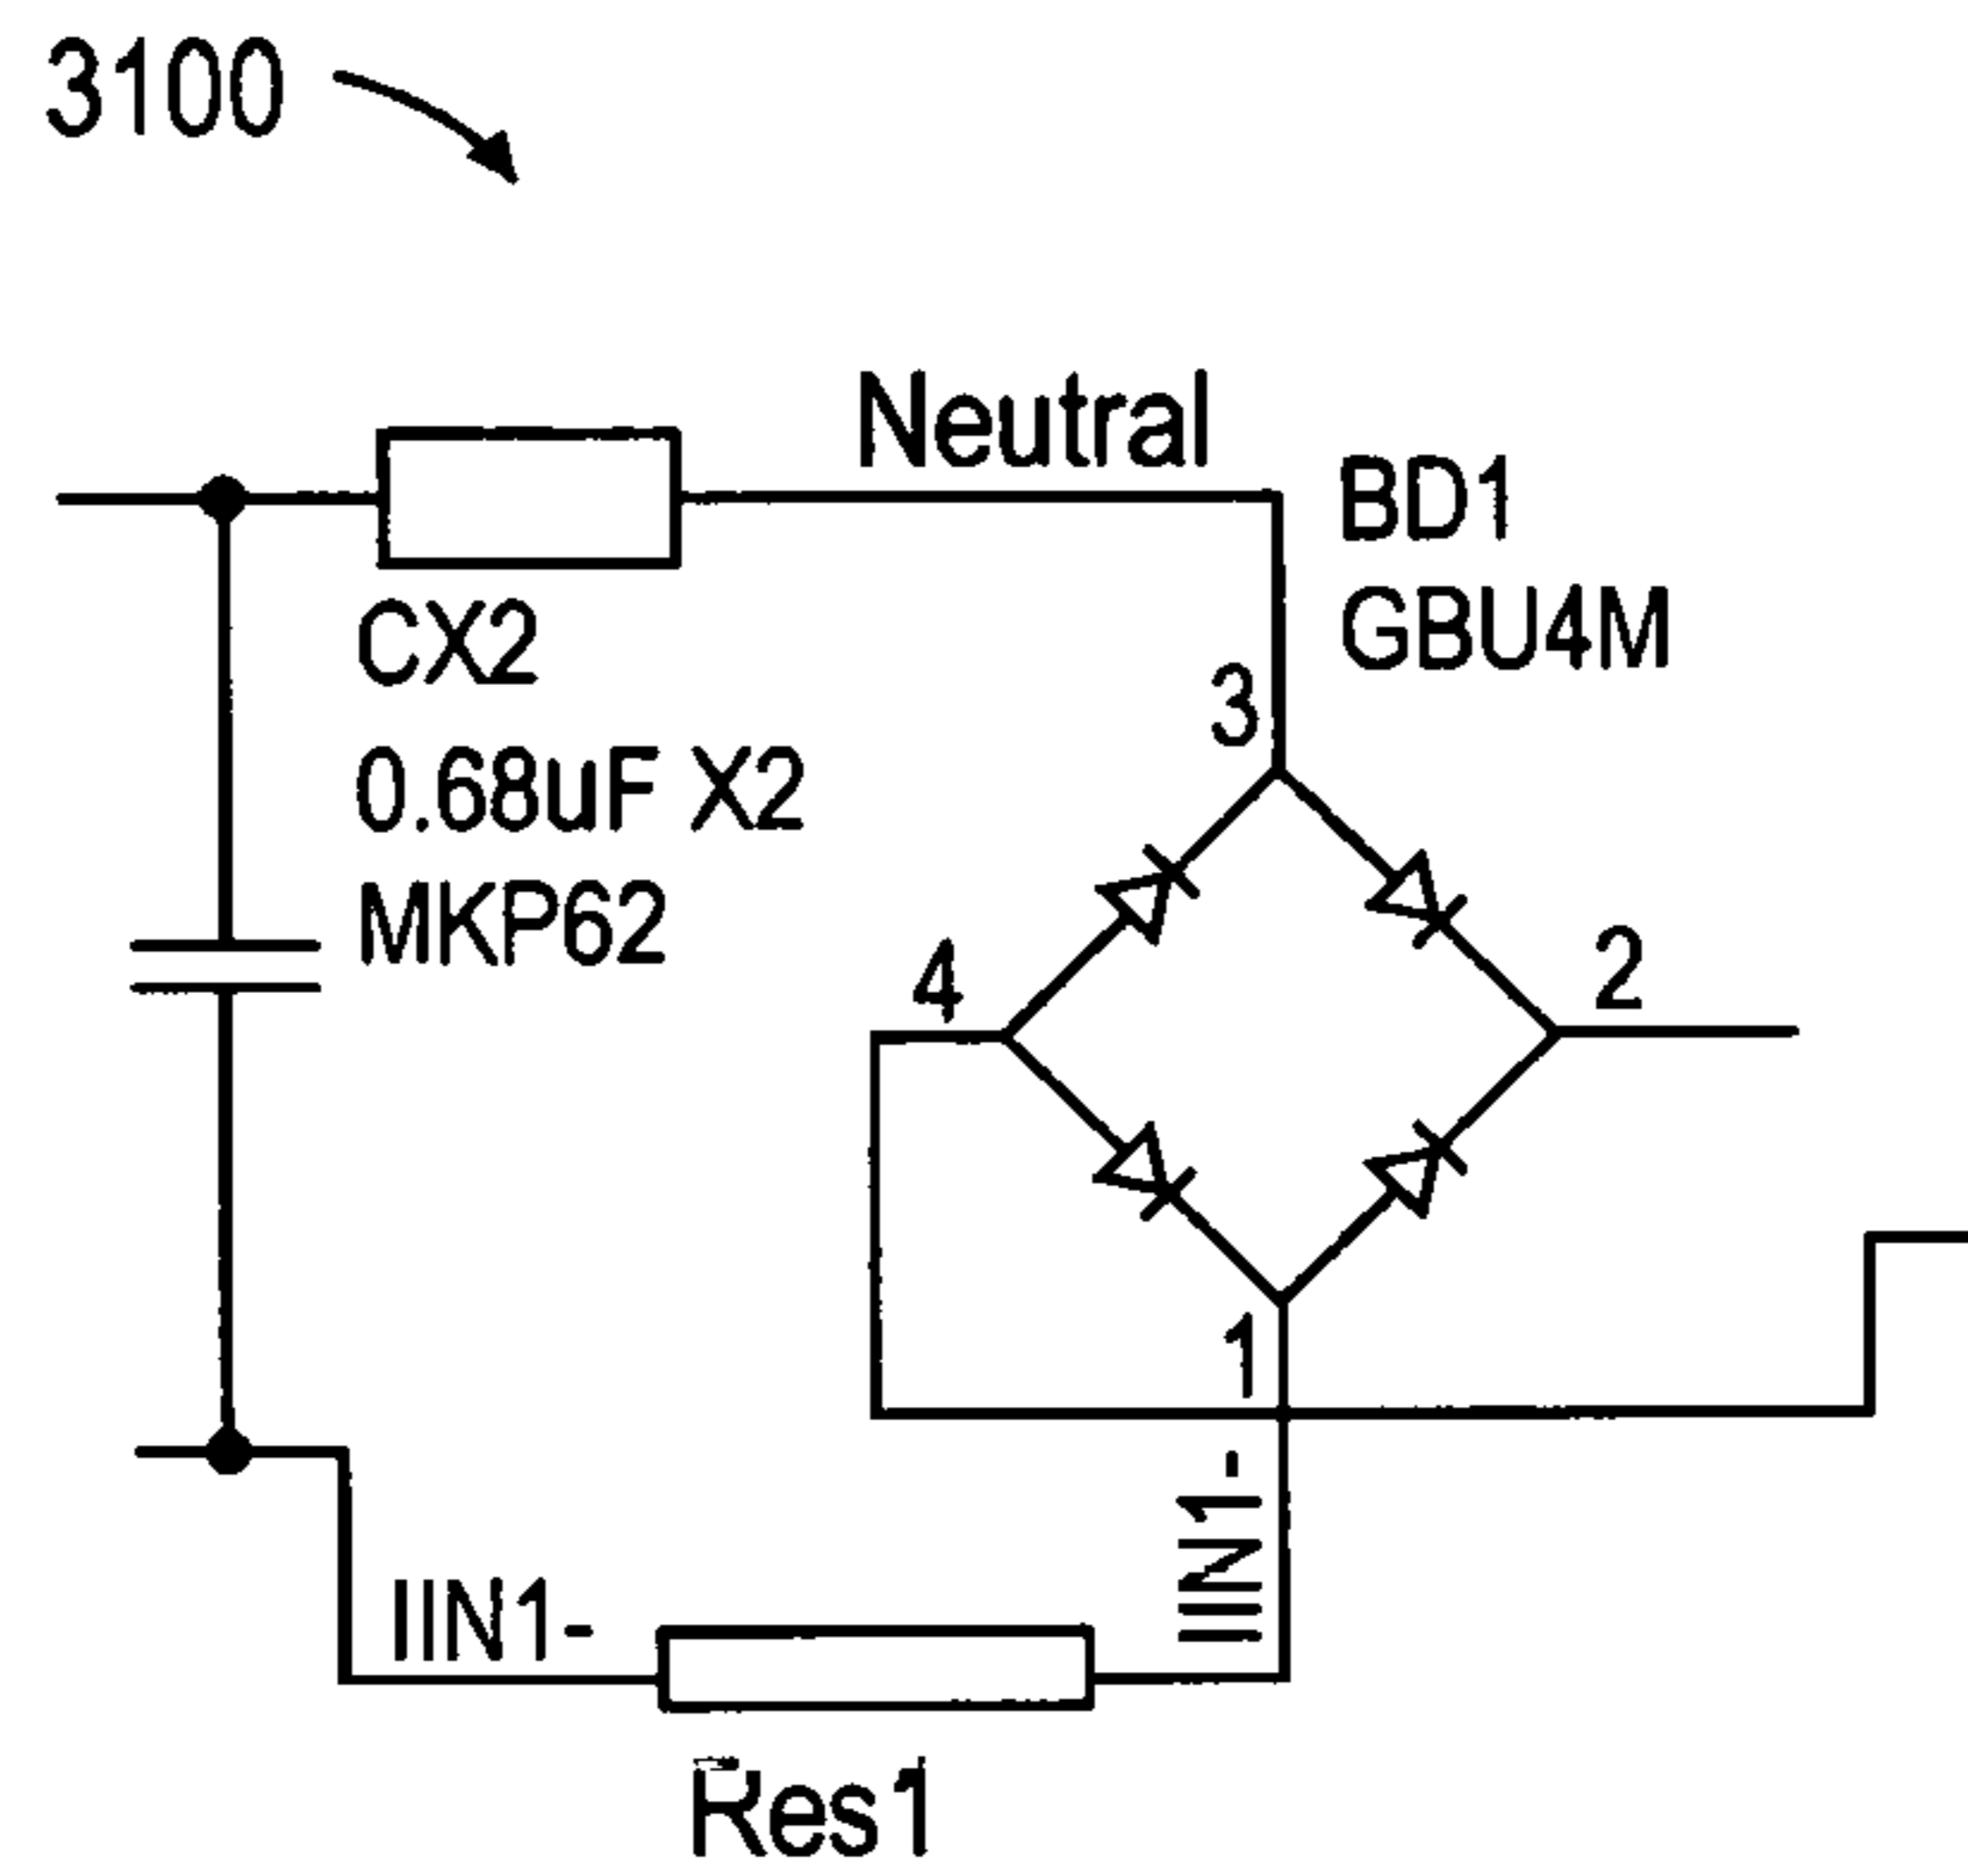 3100
Neutral
BD1
GBU4M
CX2
0.68uF X2
MKP62
3
4
2
1
IIN1-
IIN1-
Res1